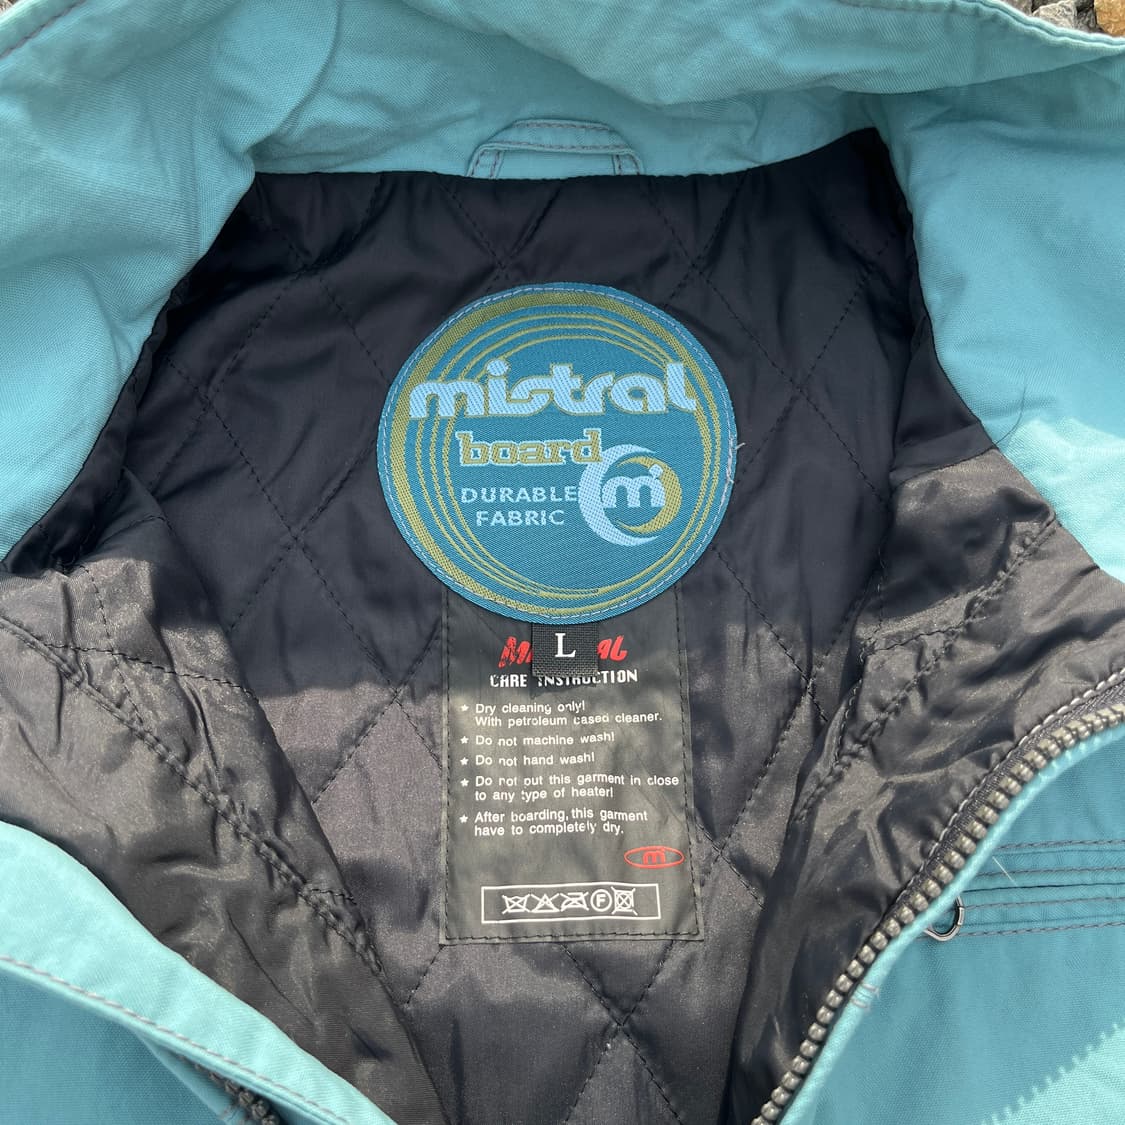 mistral
board
DURABLE
FABRIC
m
L
CARE INSTRUCTION
★ Dry cleaning only!
With petroleum based cleaner.
★ Do not machine wash!
★ Do not hand wash!
★ Do not put this garment in close
to any type of heater!
★ After boarding, this garment
have to completely dry.
m
F